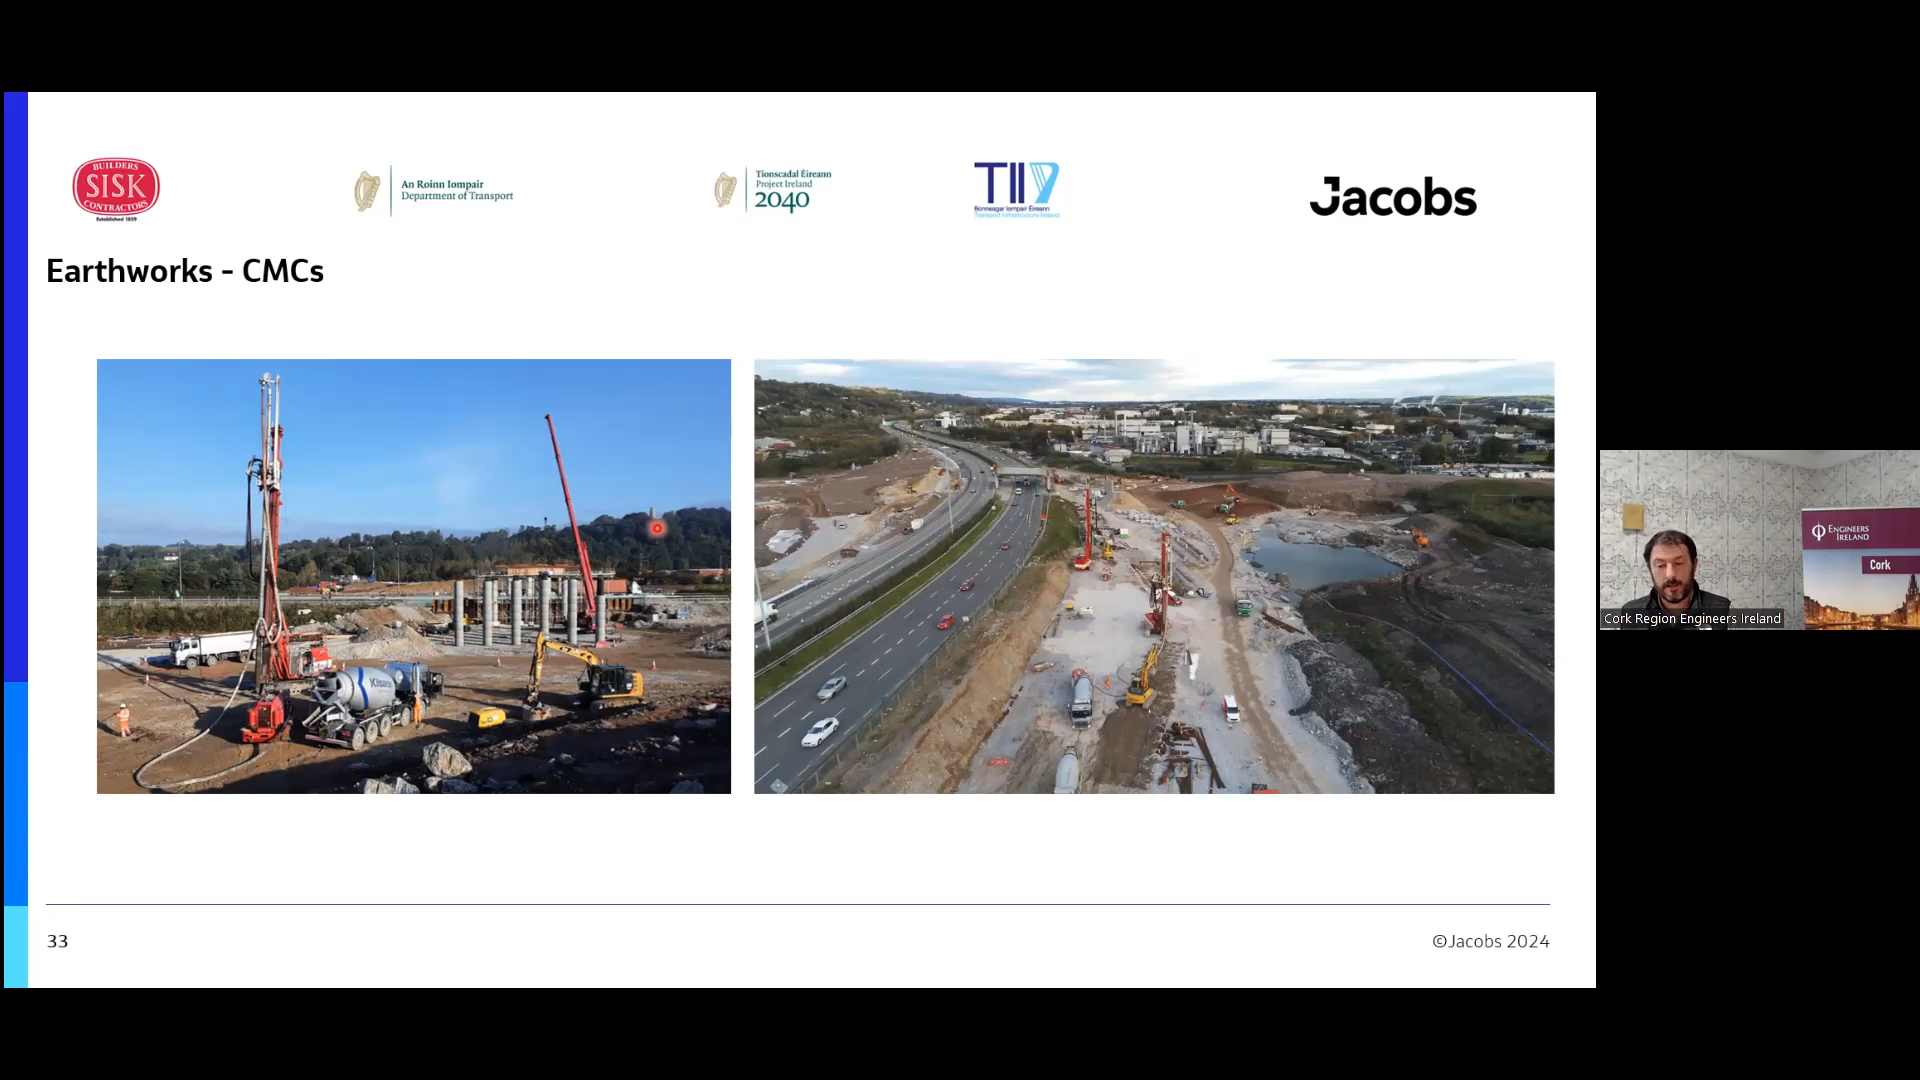 BUILDERS
SISK
CONTRACTORS
Established 1859
An Roinn Iompair
Department of Transport
Tionscadal Éireann
Project Ireland
2040
TII
Bonneagar Iompair Éireann
Transport Infrastructure Ireland
Jacobs
Earthworks - CMCs
ENGINEERS
IRELAND
Cork
Cork Region Engineers Ireland
33
©Jacobs 2024